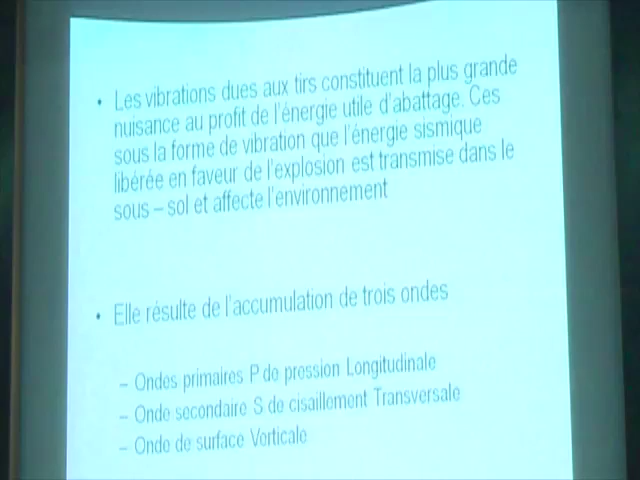 • Les vibrations dues aux tirs constituent la plus grande
nuisance au profit de l'énergie utile d'abattage. Ces
sous la forme de vibration que l'énergie sismique
libérée en faveur de l'explosion est transmise dans le
sous – sol et affecte l'environnement
• Elle résulte de l'accumulation de trois ondes
– Ondes primaires P de pression Longitudinale
– Onde secondaire S de cisaillement Transversale
– Onde de surface Verticale